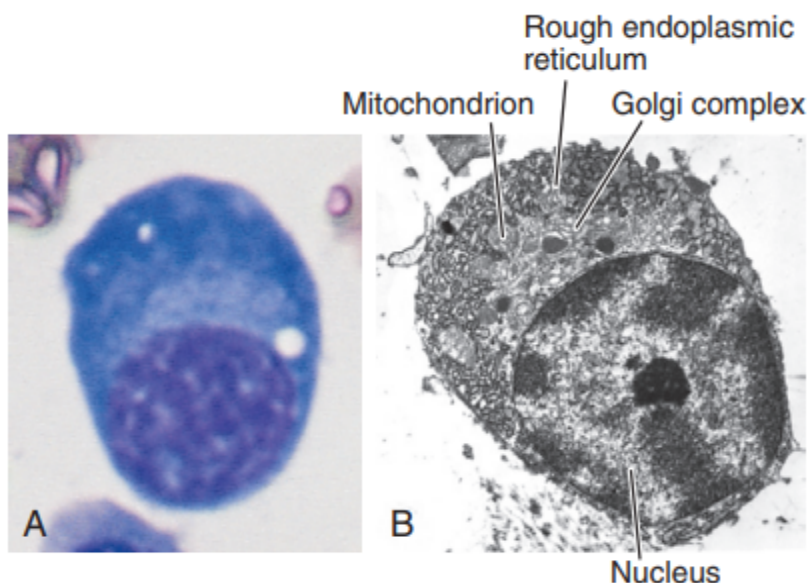 Rough endoplasmic
reticulum
Mitochondrion
Golgi complex
A
B
Nucleus